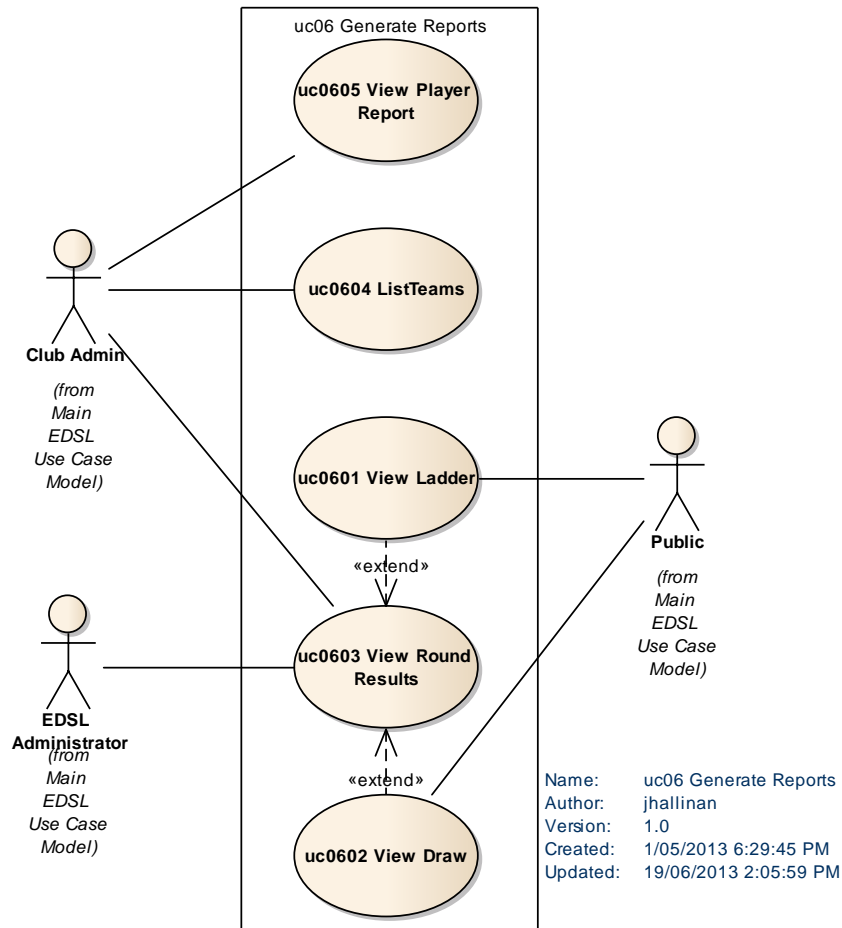 uc06 Generate Reports
uc0605 View Player
Report
uc0604 ListTeams
Club Admin
(from
Main
EDSL
Use Case
Model)
uc0601 View Ladder
Public
(from
Main
EDSL
Use Case
Model)
«extend»
uc0603 View Round
Results
EDSL
Administrator
(from
Main
EDSL
Use Case
Model)
«extend»
uc0602 View Draw
Name: uc06 Generate Reports
Author: jhallinan
Version: 1.0
Created: 1/05/2013 6:29:45 PM
Updated: 19/06/2013 2:05:59 PM